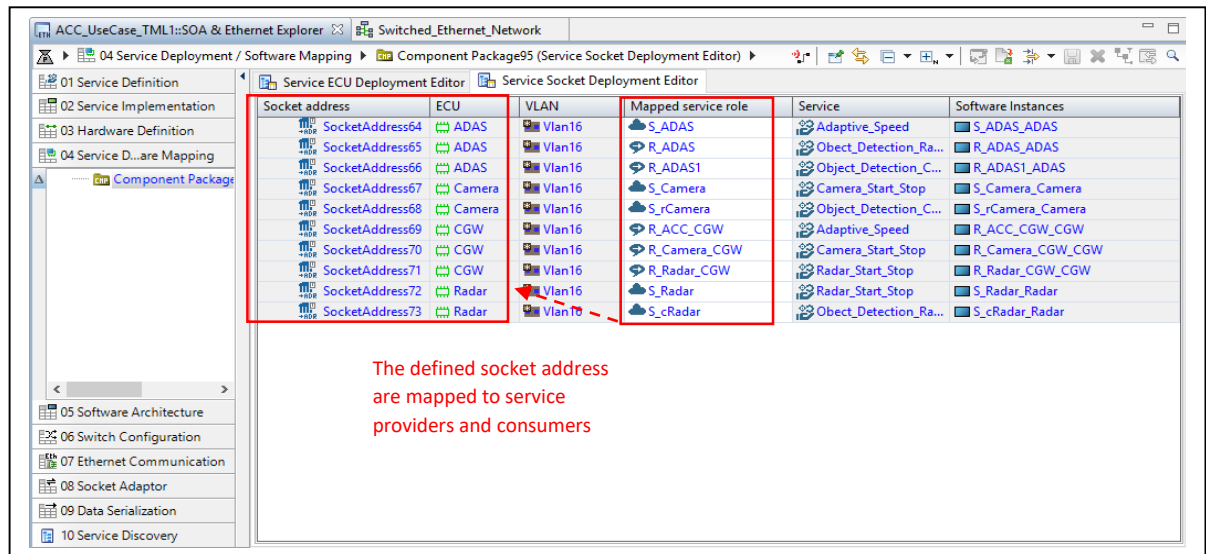 ACC_UseCase_TML1::SOA & Ethernet Explorer Switched_Ethernet_Network
04 Service Deployment / Software Mapping Component Package95 (Service Socket Deployment Editor)
01 Service Definition
02 Service Implementation
03 Hardware Definition
04 Service D...are Mapping
Component Package
Service ECU Deployment Editor Service Socket Deployment Editor
Socket address ECU VLAN Mapped service role Service Software Instances
SocketAddress64 ADAS Vlan16 S_ADAS Adaptive_Speed S_ADAS_ADAS
SocketAddress65 ADAS Vlan16 R_ADAS Obect_Detection_Ra... R_ADAS_ADAS
SocketAddress66 ADAS Vlan16 R_ADAS1 Object_Detection_C... R_ADAS1_ADAS
SocketAddress67 Camera Vlan16 S_Camera Camera_Start_Stop S_Camera_Camera
SocketAddress68 Camera Vlan16 S_rCamera Object_Detection_C... S_rCamera_Camera
SocketAddress69 CGW Vlan16 R_ACC_CGW Adaptive_Speed R_ACC_CGW_CGW
SocketAddress70 CGW Vlan16 R_Camera_CGW Camera_Start_Stop R_Camera_CGW_CGW
SocketAddress71 CGW Vlan16 R_Radar_CGW Radar_Start_Stop R_Radar_CGW_CGW
SocketAddress72 Radar Vlan16 S_Radar Radar_Start_Stop S_Radar_Radar
SocketAddress73 Radar Vlan16 S_cRadar Obect_Detection_Ra... S_cRadar_Radar
The defined socket address
are mapped to service
providers and consumers
05 Software Architecture
06 Switch Configuration
07 Ethernet Communication
08 Socket Adaptor
09 Data Serialization
10 Service Discovery